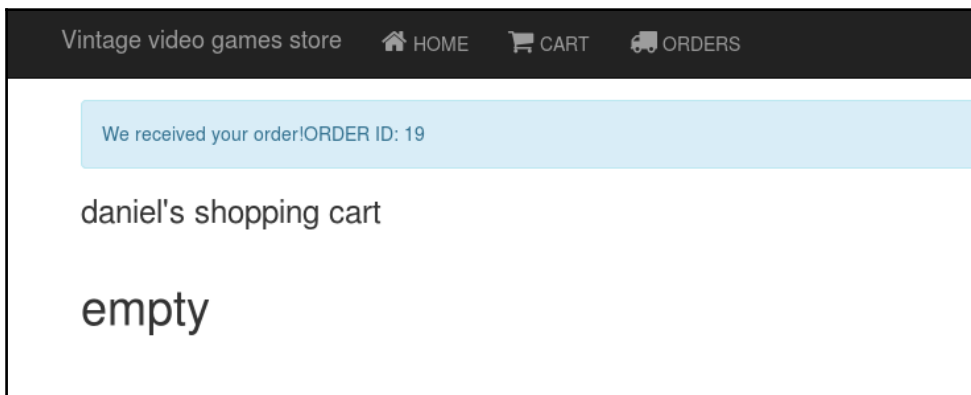 Vintage video games store HOME CART ORDERS
We received your order!ORDER ID: 19
daniel's shopping cart
empty